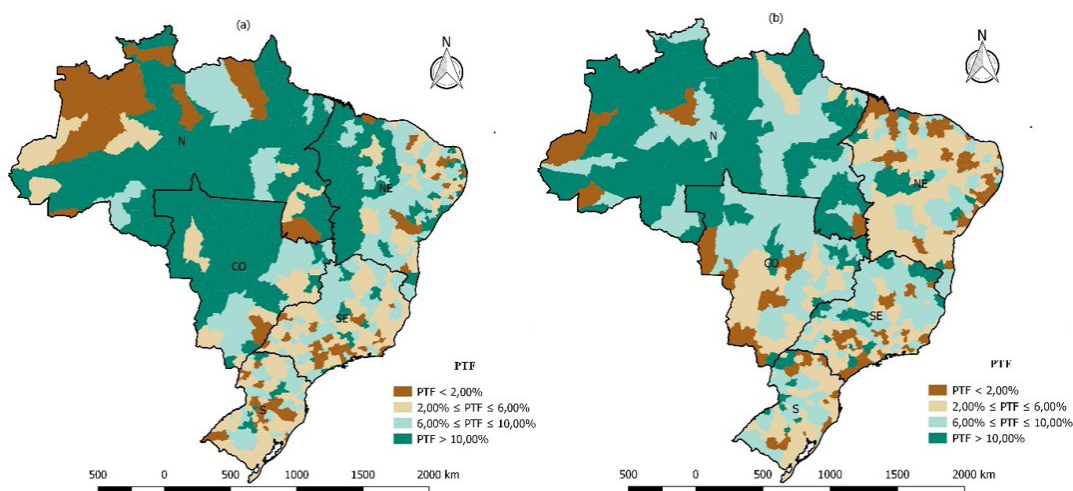 (a)
N
N
NE
CO
SE
S
PTF
PTF < 2,00%
2,00% ≤ PTF ≤ 6,00%
6,00% ≤ PTF ≤ 10,00%
PTF > 10,00%
500 0 500 1000 1500 2000 km
(b)
N
N
NE
CO
SE
S
PTF
PTF < 2,00%
2,00% ≤ PTF ≤ 6,00%
6,00% ≤ PTF ≤ 10,00%
PTF > 10,00%
500 0 500 1000 1500 2000 km